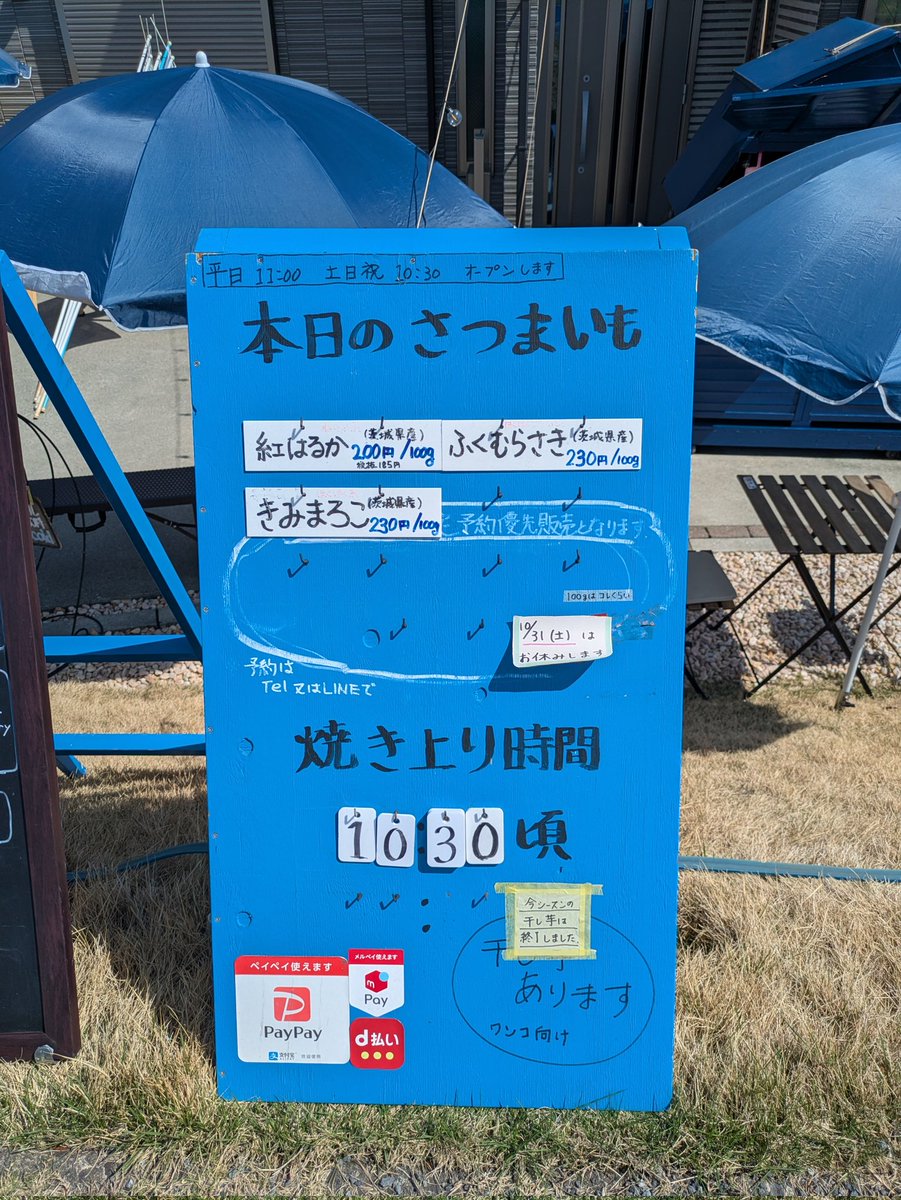 平日 11:00 土日祝 10:30 オープンします
本日の さつまいも
紅はるか (茨城県産) 200円/100g
税抜185円
ふくむらさき (茨城県産) 230円/100g
きみまろこ (茨城県産) 230円/100g
予約優先販売となります
100gはコレくらい
10/31(土)は
お休みします
予約は
Tel 又はLINEで
焼き上り時間
10:30頃
今シーズンの
干し芋は
終了しました。
干し
あります
ワンコ向け
ペイペイ使えます
PayPay
支付宝
メルペイ使えます
m
Pay
d払い